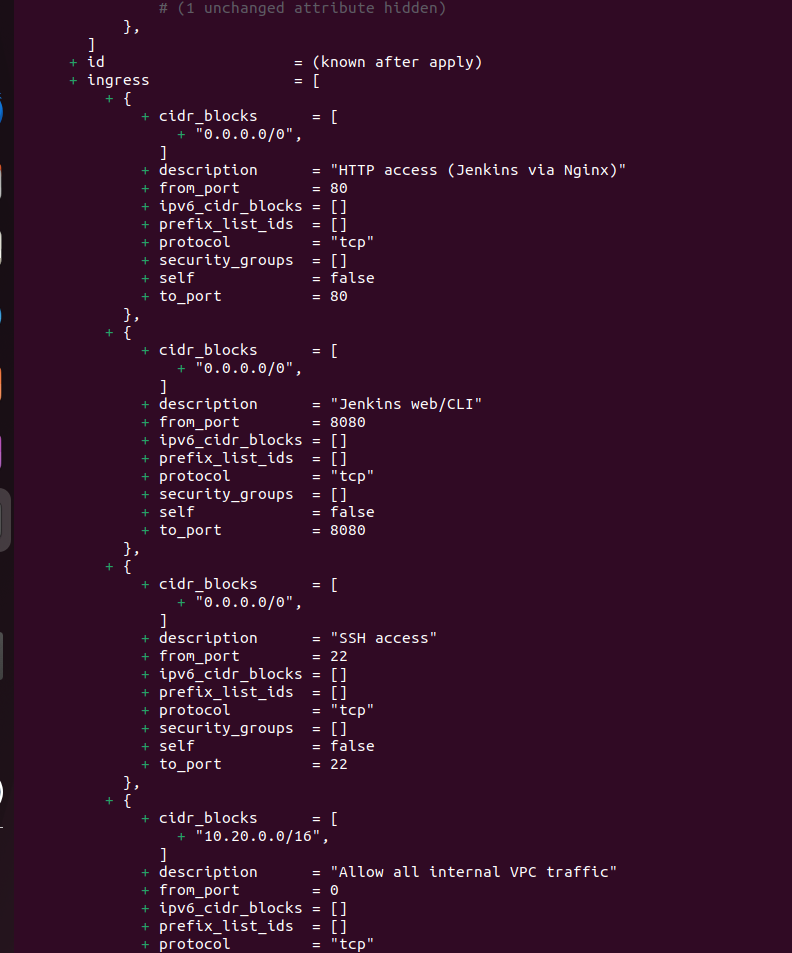 # (1 unchanged attribute hidden)
},
]
+ id = (known after apply)
+ ingress = [
+ {
+ cidr_blocks = [
+ "0.0.0.0/0",
]
+ description = "HTTP access (Jenkins via Nginx)"
+ from_port = 80
+ ipv6_cidr_blocks = []
+ prefix_list_ids = []
+ protocol = "tcp"
+ security_groups = []
+ self = false
+ to_port = 80
},
+ {
+ cidr_blocks = [
+ "0.0.0.0/0",
]
+ description = "Jenkins web/CLI"
+ from_port = 8080
+ ipv6_cidr_blocks = []
+ prefix_list_ids = []
+ protocol = "tcp"
+ security_groups = []
+ self = false
+ to_port = 8080
},
+ {
+ cidr_blocks = [
+ "0.0.0.0/0",
]
+ description = "SSH access"
+ from_port = 22
+ ipv6_cidr_blocks = []
+ prefix_list_ids = []
+ protocol = "tcp"
+ security_groups = []
+ self = false
+ to_port = 22
},
+ {
+ cidr_blocks = [
+ "10.20.0.0/16",
]
+ description = "Allow all internal VPC traffic"
+ from_port = 0
+ ipv6_cidr_blocks = []
+ prefix_list_ids = []
+ protocol = "tcp"